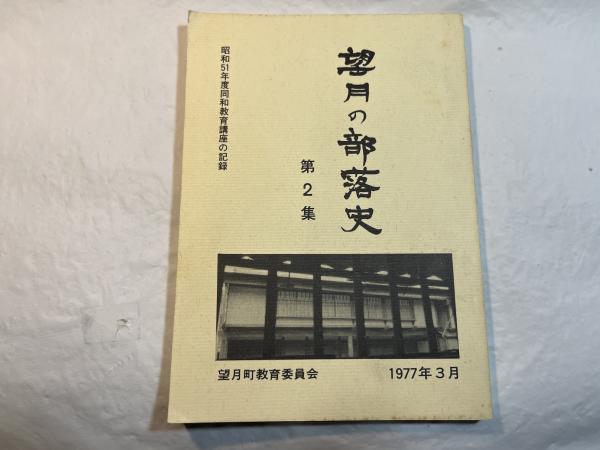 望月の部落史
第2集
昭和51年度同和教育講座の記録
望月町教育委員会
1977年3月